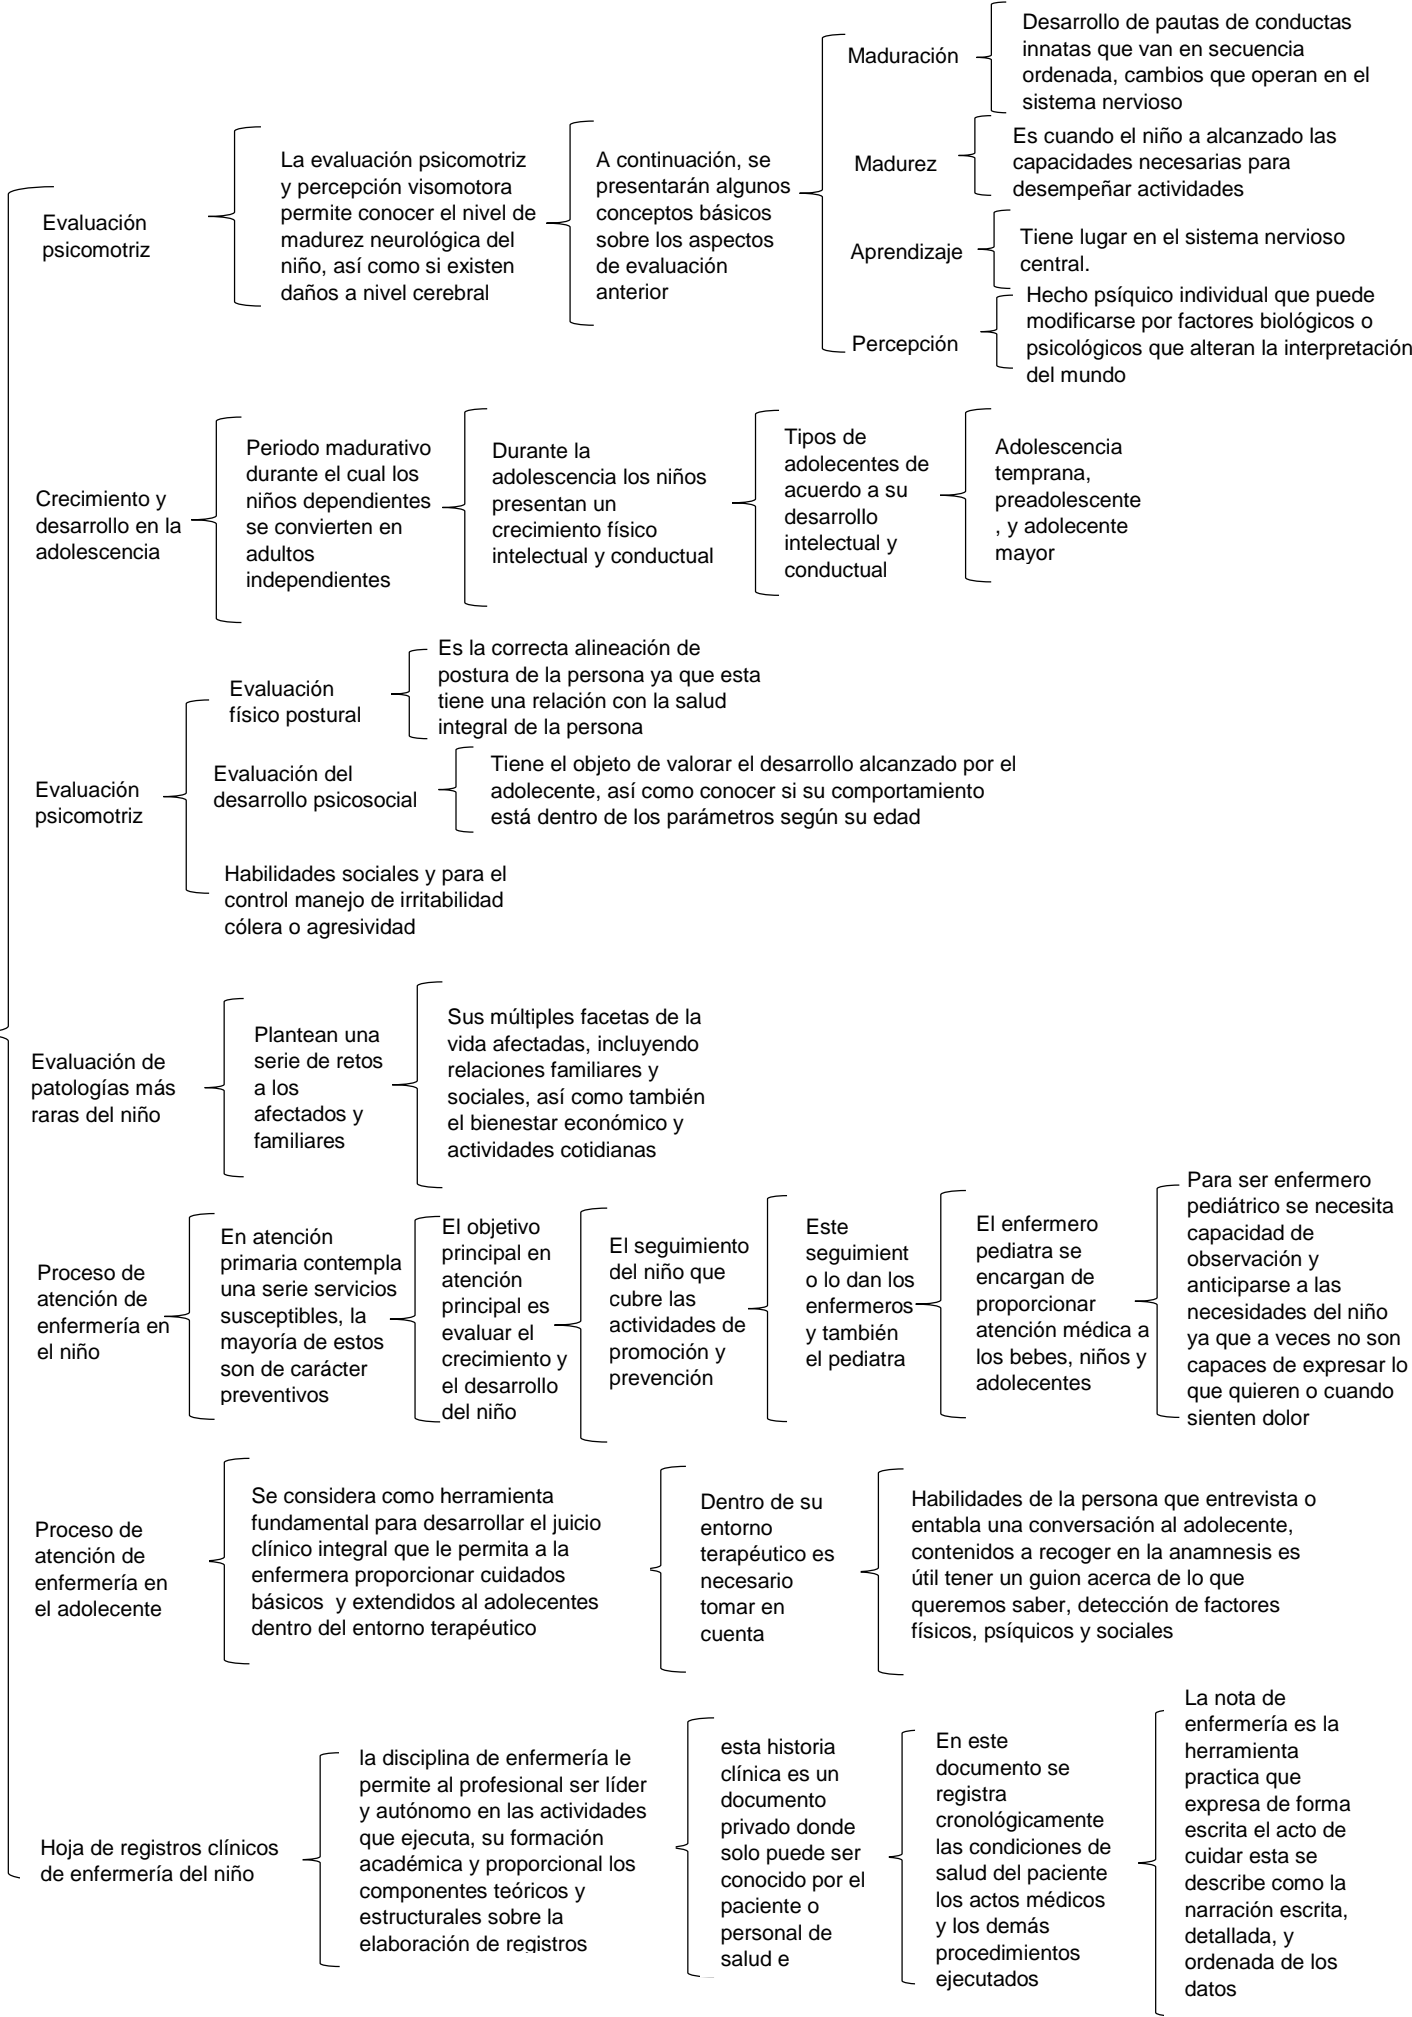 Evaluación
psicomotriz
La evaluación psicomotriz
y percepción visomotora
permite conocer el nivel de
madurez neurológica del
niño, así como si existen
daños a nivel cerebral
A continuación, se
presentarán algunos
conceptos básicos
sobre los aspectos
de evaluación
anterior
Maduración
Desarrollo de pautas de conductas
innatas que van en secuencia
ordenada, cambios que operan en el
sistema nervioso
Madurez
Es cuando el niño a alcanzado las
capacidades necesarias para
desempeñar actividades
Aprendizaje
Tiene lugar en el sistema nervioso
central.
Percepción
Hecho psíquico individual que puede
modificarse por factores biológicos o
psicológicos que alteran la interpretación
del mundo
Crecimiento y
desarrollo en la
adolescencia
Periodo madurativo
durante el cual los
niños dependientes
se convierten en
adultos
independientes
Durante la
adolescencia los niños
presentan un
crecimiento físico
intelectual y conductual
Tipos de
adolecentes de
acuerdo a su
desarrollo
intelectual y
conductual
Adolescencia
temprana,
preadolescente
, y adolecente
mayor
Evaluación
psicomotriz
Evaluación
físico postural
Es la correcta alineación de
postura de la persona ya que esta
tiene una relación con la salud
integral de la persona
Evaluación del
desarrollo psicosocial
Tiene el objeto de valorar el desarrollo alcanzado por el
adolecente, así como conocer si su comportamiento
está dentro de los parámetros según su edad
Habilidades sociales y para el
control manejo de irritabilidad
cólera o agresividad
Evaluación de
patologías más
raras del niño
Plantean una
serie de retos
a los
afectados y
familiares
Sus múltiples facetas de la
vida afectadas, incluyendo
relaciones familiares y
sociales, así como también
el bienestar económico y
actividades cotidianas
Proceso de
atención de
enfermería en
el niño
En atención
primaria contempla
una serie servicios
susceptibles, la
mayoría de estos
son de carácter
preventivos
El objetivo
principal en
atención
principal es
evaluar el
crecimiento y
el desarrollo
del niño
El seguimiento
del niño que
cubre las
actividades de
promoción y
prevención
Este
seguimient
o lo dan los
enfermeros
y también
el pediatra
El enfermero
pediatra se
encargan de
proporcionar
atención médica a
los bebes, niños y
adolecentes
Para ser enfermero
pediátrico se necesita
capacidad de
observación y
anticiparse a las
necesidades del niño
ya que a veces no son
capaces de expresar lo
que quieren o cuando
sienten dolor
Proceso de
atención de
enfermería en
el adolecente
Se considera como herramienta
fundamental para desarrollar el juicio
clínico integral que le permita a la
enfermera proporcionar cuidados
básicos y extendidos al adolecentes
dentro del entorno terapéutico
Dentro de su
entorno
terapéutico es
necesario
tomar en
cuenta
Habilidades de la persona que entrevista o
entabla una conversación al adolecente,
contenidos a recoger en la anamnesis es
útil tener un guion acerca de lo que
queremos saber, detección de factores
físicos, psíquicos y sociales
Hoja de registros clínicos
de enfermería del niño
la disciplina de enfermería le
permite al profesional ser líder
y autónomo en las actividades
que ejecuta, su formación
académica y proporcional los
componentes teóricos y
estructurales sobre la
elaboración de registros
esta historia
clínica es un
documento
privado donde
solo puede ser
conocido por el
paciente o
personal de
salud e
En este
documento se
registra
cronológicamente
las condiciones de
salud del paciente
los actos médicos
y los demás
procedimientos
ejecutados
La nota de
enfermería es la
herramienta
practica que
expresa de forma
escrita el acto de
cuidar esta se
describe como la
narración escrita,
detallada, y
ordenada de los
datos